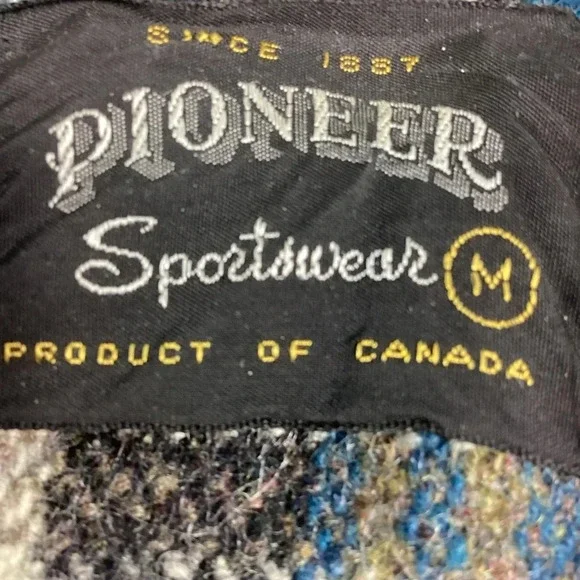 SINCE 1887
PIONEER
Sportswear M
PRODUCT OF CANADA